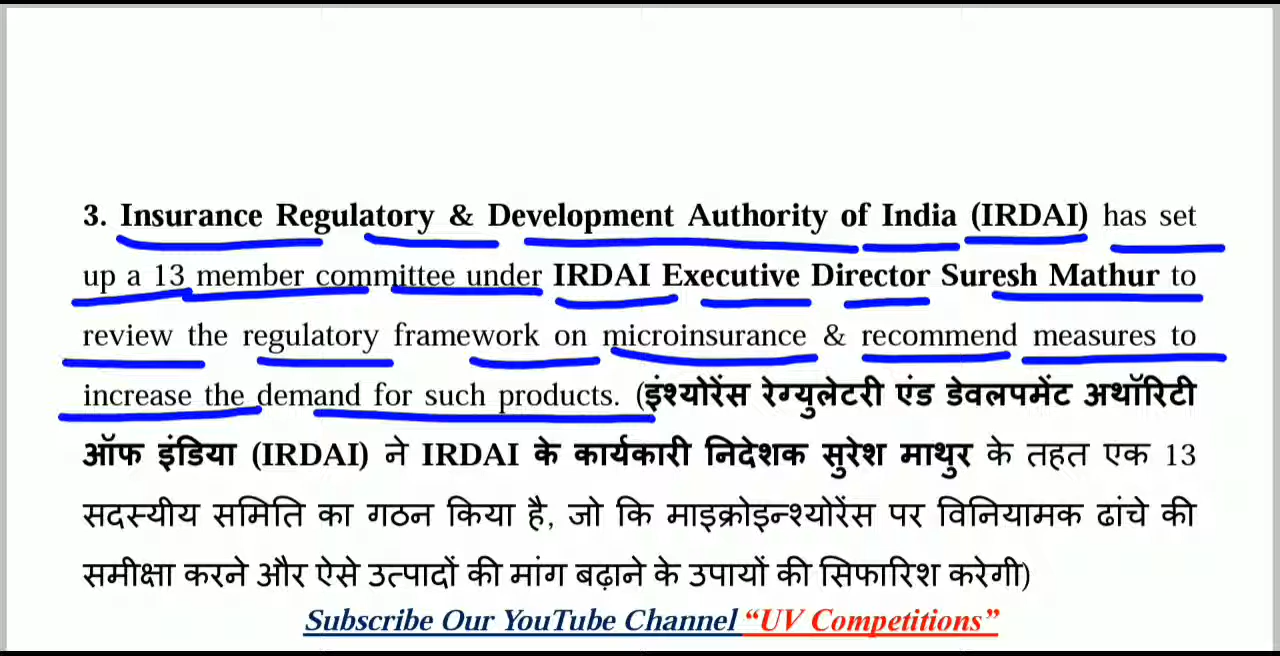 3. Insurance Regulatory & Development Authority of India (IRDAI) has set
up a 13 member committee under IRDAI Executive Director Suresh Mathur to
review the regulatory framework on microinsurance & recommend measures to
increase the demand for such products. (इंश्योरेंस रेग्युलेटरी एंड डेवलपमेंट अथॉरिटी
ऑफ इंडिया (IRDAI) ने IRDAI के कार्यकारी निदेशक सुरेश माथुर के तहत एक 13
सदस्यीय समिति का गठन किया है, जो कि माइक्रोइन्श्योरेंस पर विनियामक ढांचे की
समीक्षा करने और ऐसे उत्पादों की मांग बढ़ाने के उपायों की सिफारिश करेगी)
Subscribe Our YouTube Channel “UV Competitions”